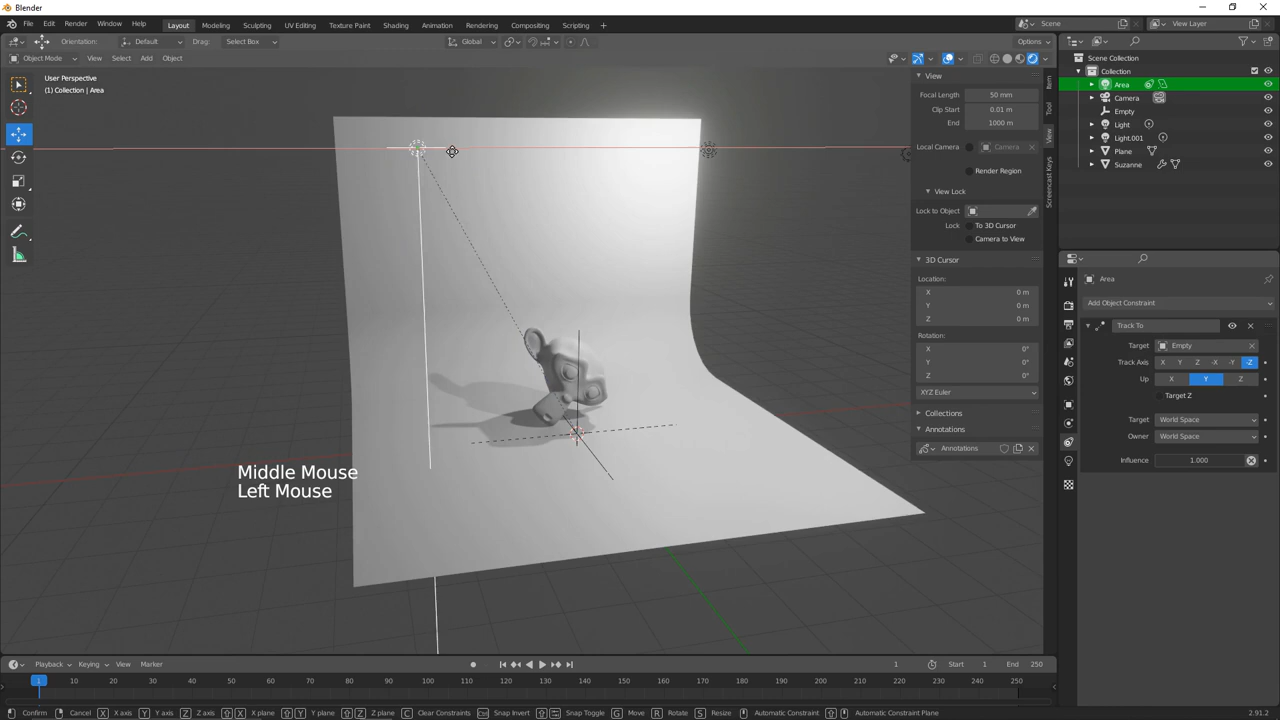 Blender
File Edit Render Window Help
Layout Modeling Sculpting UV Editing Texture Paint Shading Animation Rendering Compositing Scripting
Scene
View Layer
Orientation: Default Drag: Select Box
Global
Options
Object Mode View Select Add Object
User Perspective
(1) Collection | Area
View
Focal Length 50 mm
Clip Start 0.01 m
End 1000 m
Local Camera Camera
Render Region
View Lock
Lock to Object
Lock To 3D Cursor
Camera to View
3D Cursor
Location:
X 0 m
Y 0 m
Z 0 m
Rotation:
X 0°
Y 0°
Z 0°
XYZ Euler
Collections
Annotations
Annotations
Item
Tool
View
Screencast Keys
Scene Collection
Collection
Area
Camera
Empty
Light
Light.001
Plane
Suzanne
Area
Add Object Constraint
Track To
Target Empty
Track Axis X Y Z -X -Y -Z
Up X Y Z
Target Z
Target World Space
Owner World Space
Influence 1.000
Middle Mouse
Left Mouse
Playback Keying View Marker
1 Start 1 End 250
1 10 20 30 40 50 60 70 80 90 100 110 120 130 140 150 160 170 180 190 200 210 220 230 240 250
Confirm Cancel X X axis Y Y axis Z Z axis X X plane Y Y plane Z Z plane C Clear Constraints Ctrl Snap Invert Snap Toggle G Move R Rotate S Resize Automatic Constraint Automatic Constraint Plane
2.91.2